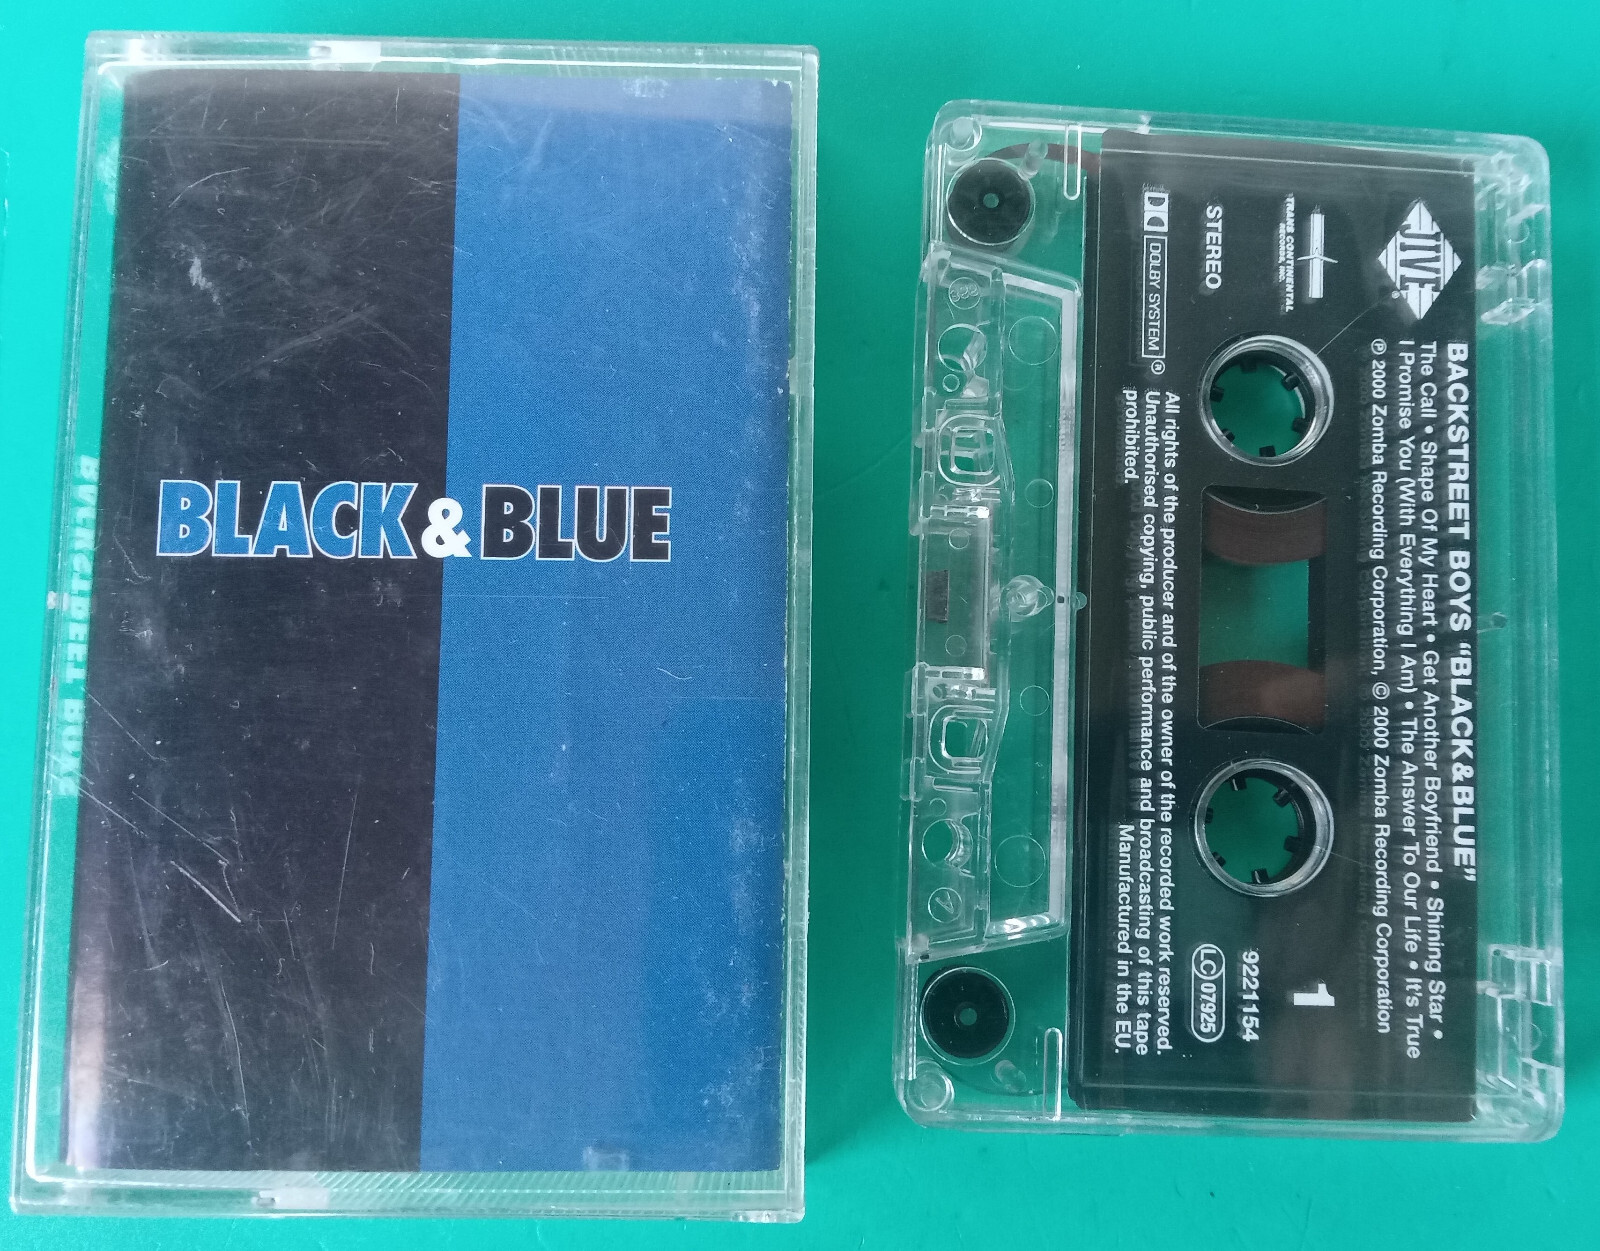 BLACK & BLUE
BACKSTREET BOYS
JIVE®
TRANS CONTINENTAL
RECORDS, INC.
STEREO
DOLBY SYSTEM®
BACKSTREET BOYS “BLACK & BLUE”
The Call • Shape Of My Heart • Get Another Boyfriend • Shining Star •
I Promise You (With Everything I Am) • The Answer To Our Life • It's True
℗ 2000 Zomba Recording Corporation, © 2000 Zomba Recording Corporation
1
9221154
LC 07925
All rights of the producer and of the owner of the recorded work reserved.
Unauthorised copying, public performance and broadcasting of this tape
prohibited.
Manufactured in the EU.